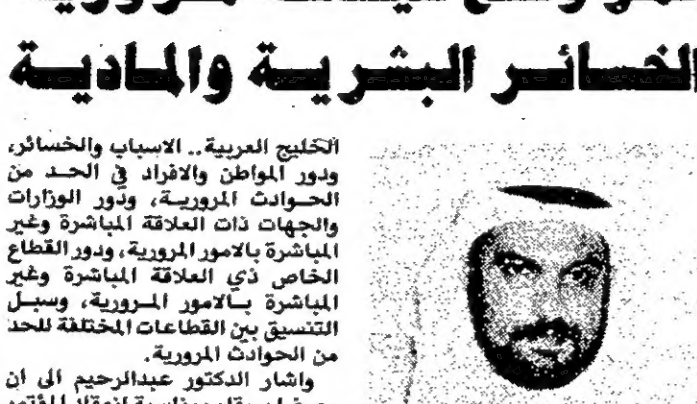 الخسائر البشرية والمادية
الخليج العربية.. الاسباب والخسائر،
ودور المواطن والافراد في الحد من
الحوادث المرورية، ودور الوزارات
والجهات ذات العلاقة المباشرة وغير
المباشرة بالامور المرورية، ودور القطاع
الخاص ذي العلاقة المباشرة وغير
المباشرة بالامور المرورية، وسبل
التنسيق بين القطاعات المختلفة للحد
من الحوادث المرورية.
واشار الدكتور عبدالرحيم الى ان